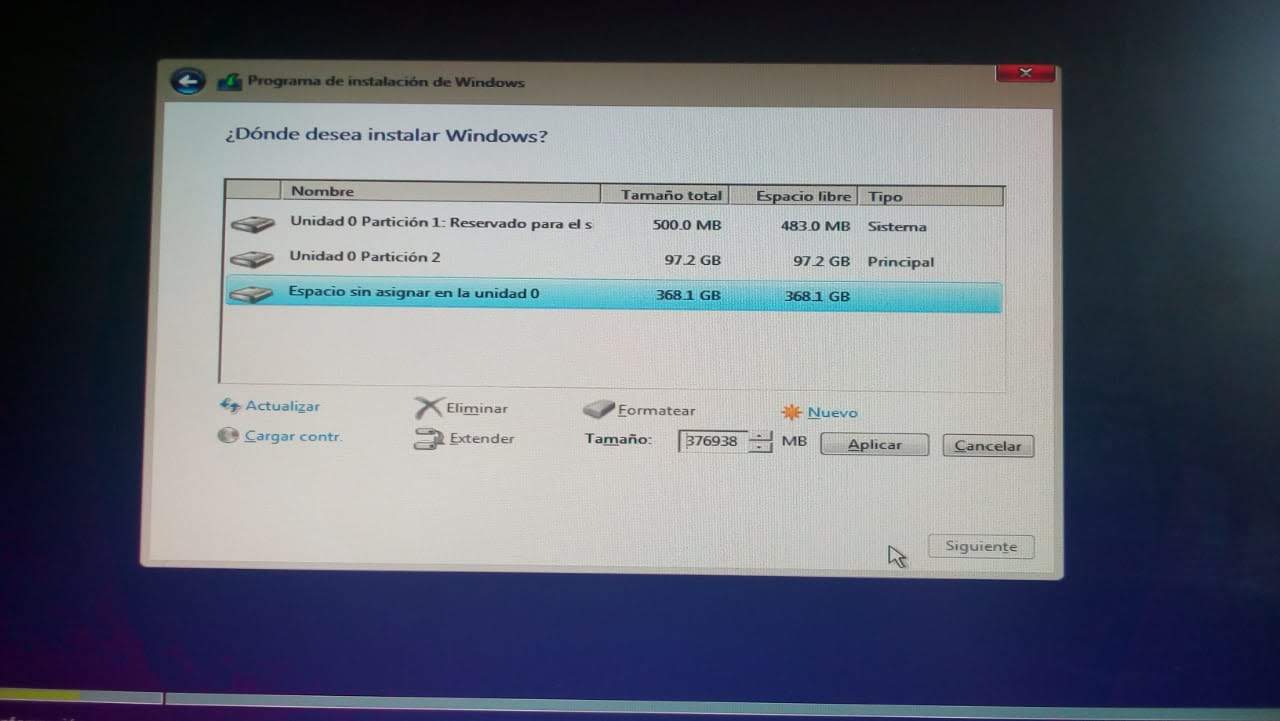 Programa de instalación de Windows
¿Dónde desea instalar Windows?
Nombre Tamaño total Espacio libre Tipo
Unidad 0 Partición 1: Reservado para el s 500.0 MB 483.0 MB Sistema
Unidad 0 Partición 2 97.2 GB 97.2 GB Principal
Espacio sin asignar en la unidad 0 368.1 GB 368.1 GB
Actualizar Eliminar Formatear Nuevo
Cargar contr. Extender Tamaño: 376938 MB Aplicar Cancelar
Siguiente